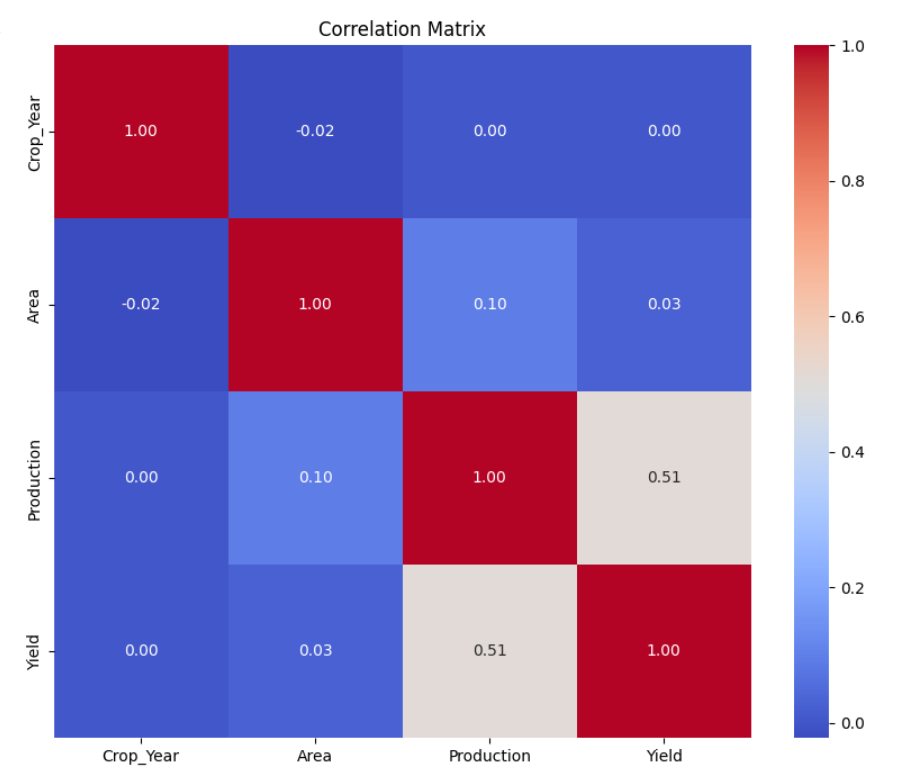 Correlation Matrix
Crop_Year 1.00 -0.02 0.00 0.00
Area -0.02 1.00 0.10 0.03
Production 0.00 0.10 1.00 0.51
Yield 0.00 0.03 0.51 1.00
Crop_Year Area Production Yield
1.0
0.8
0.6
0.4
0.2
0.0